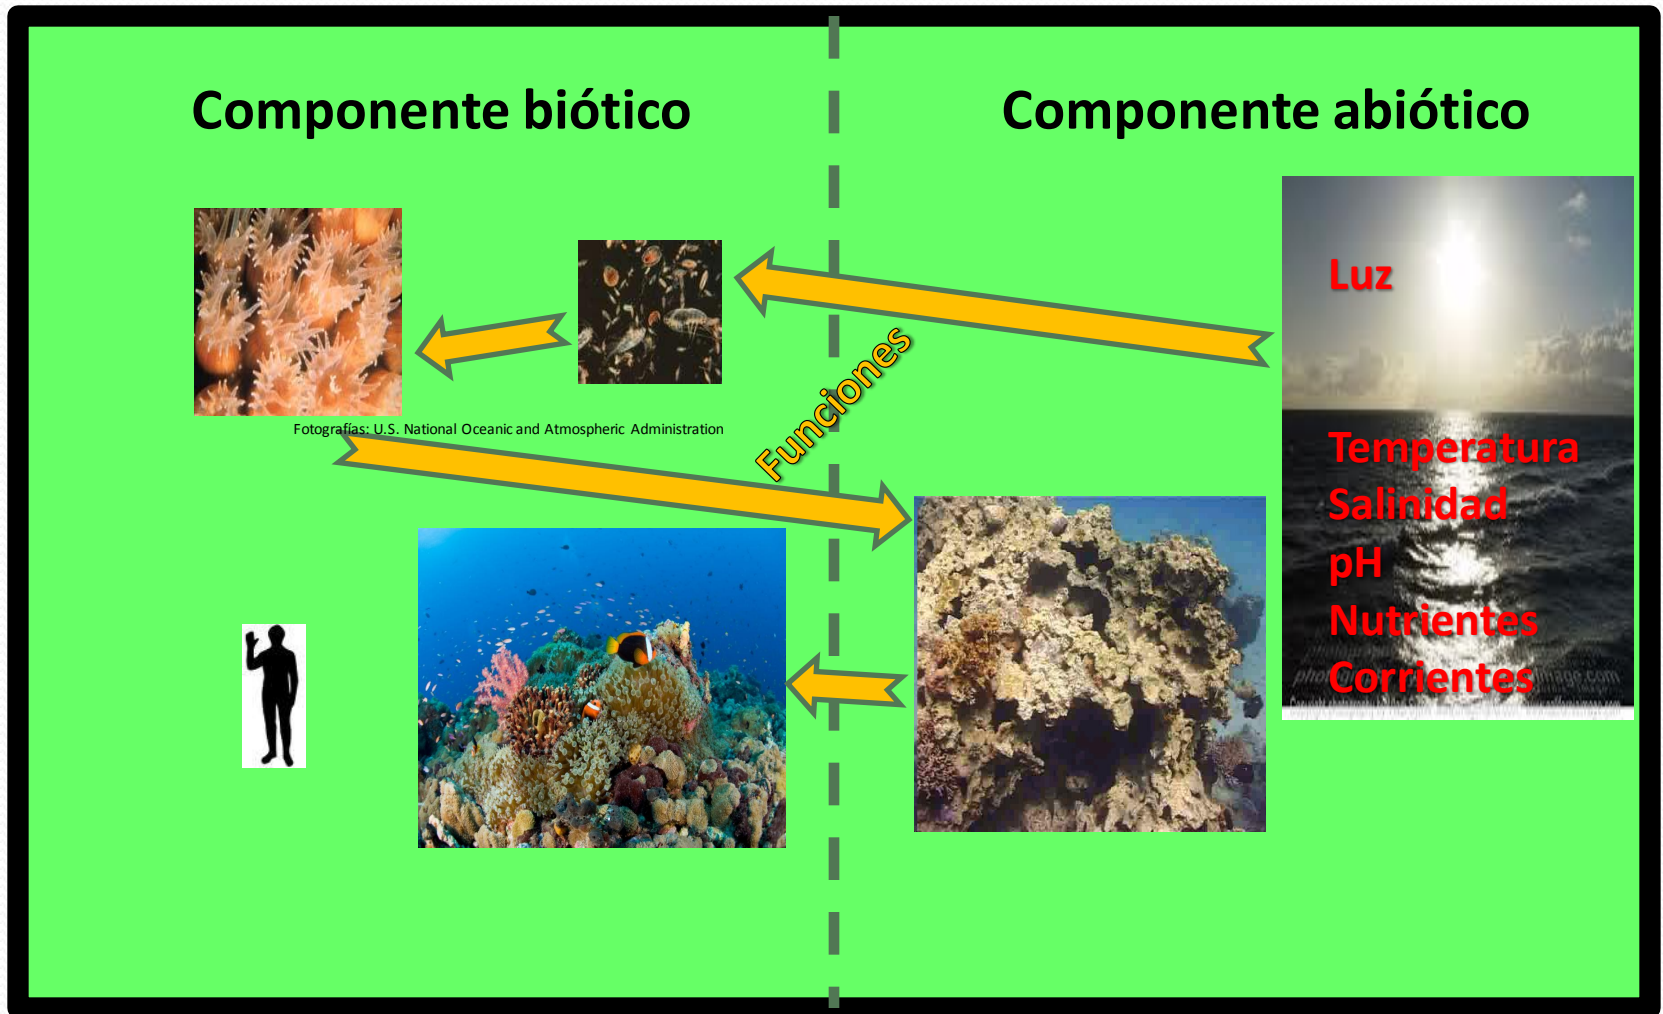 Componente biótico
Componente abiótico
Luz
Funciones
Fotografías: U.S. National Oceanic and Atmospheric Administration
Temperatura
Salinidad
pH
Nutrientes
Corrientes